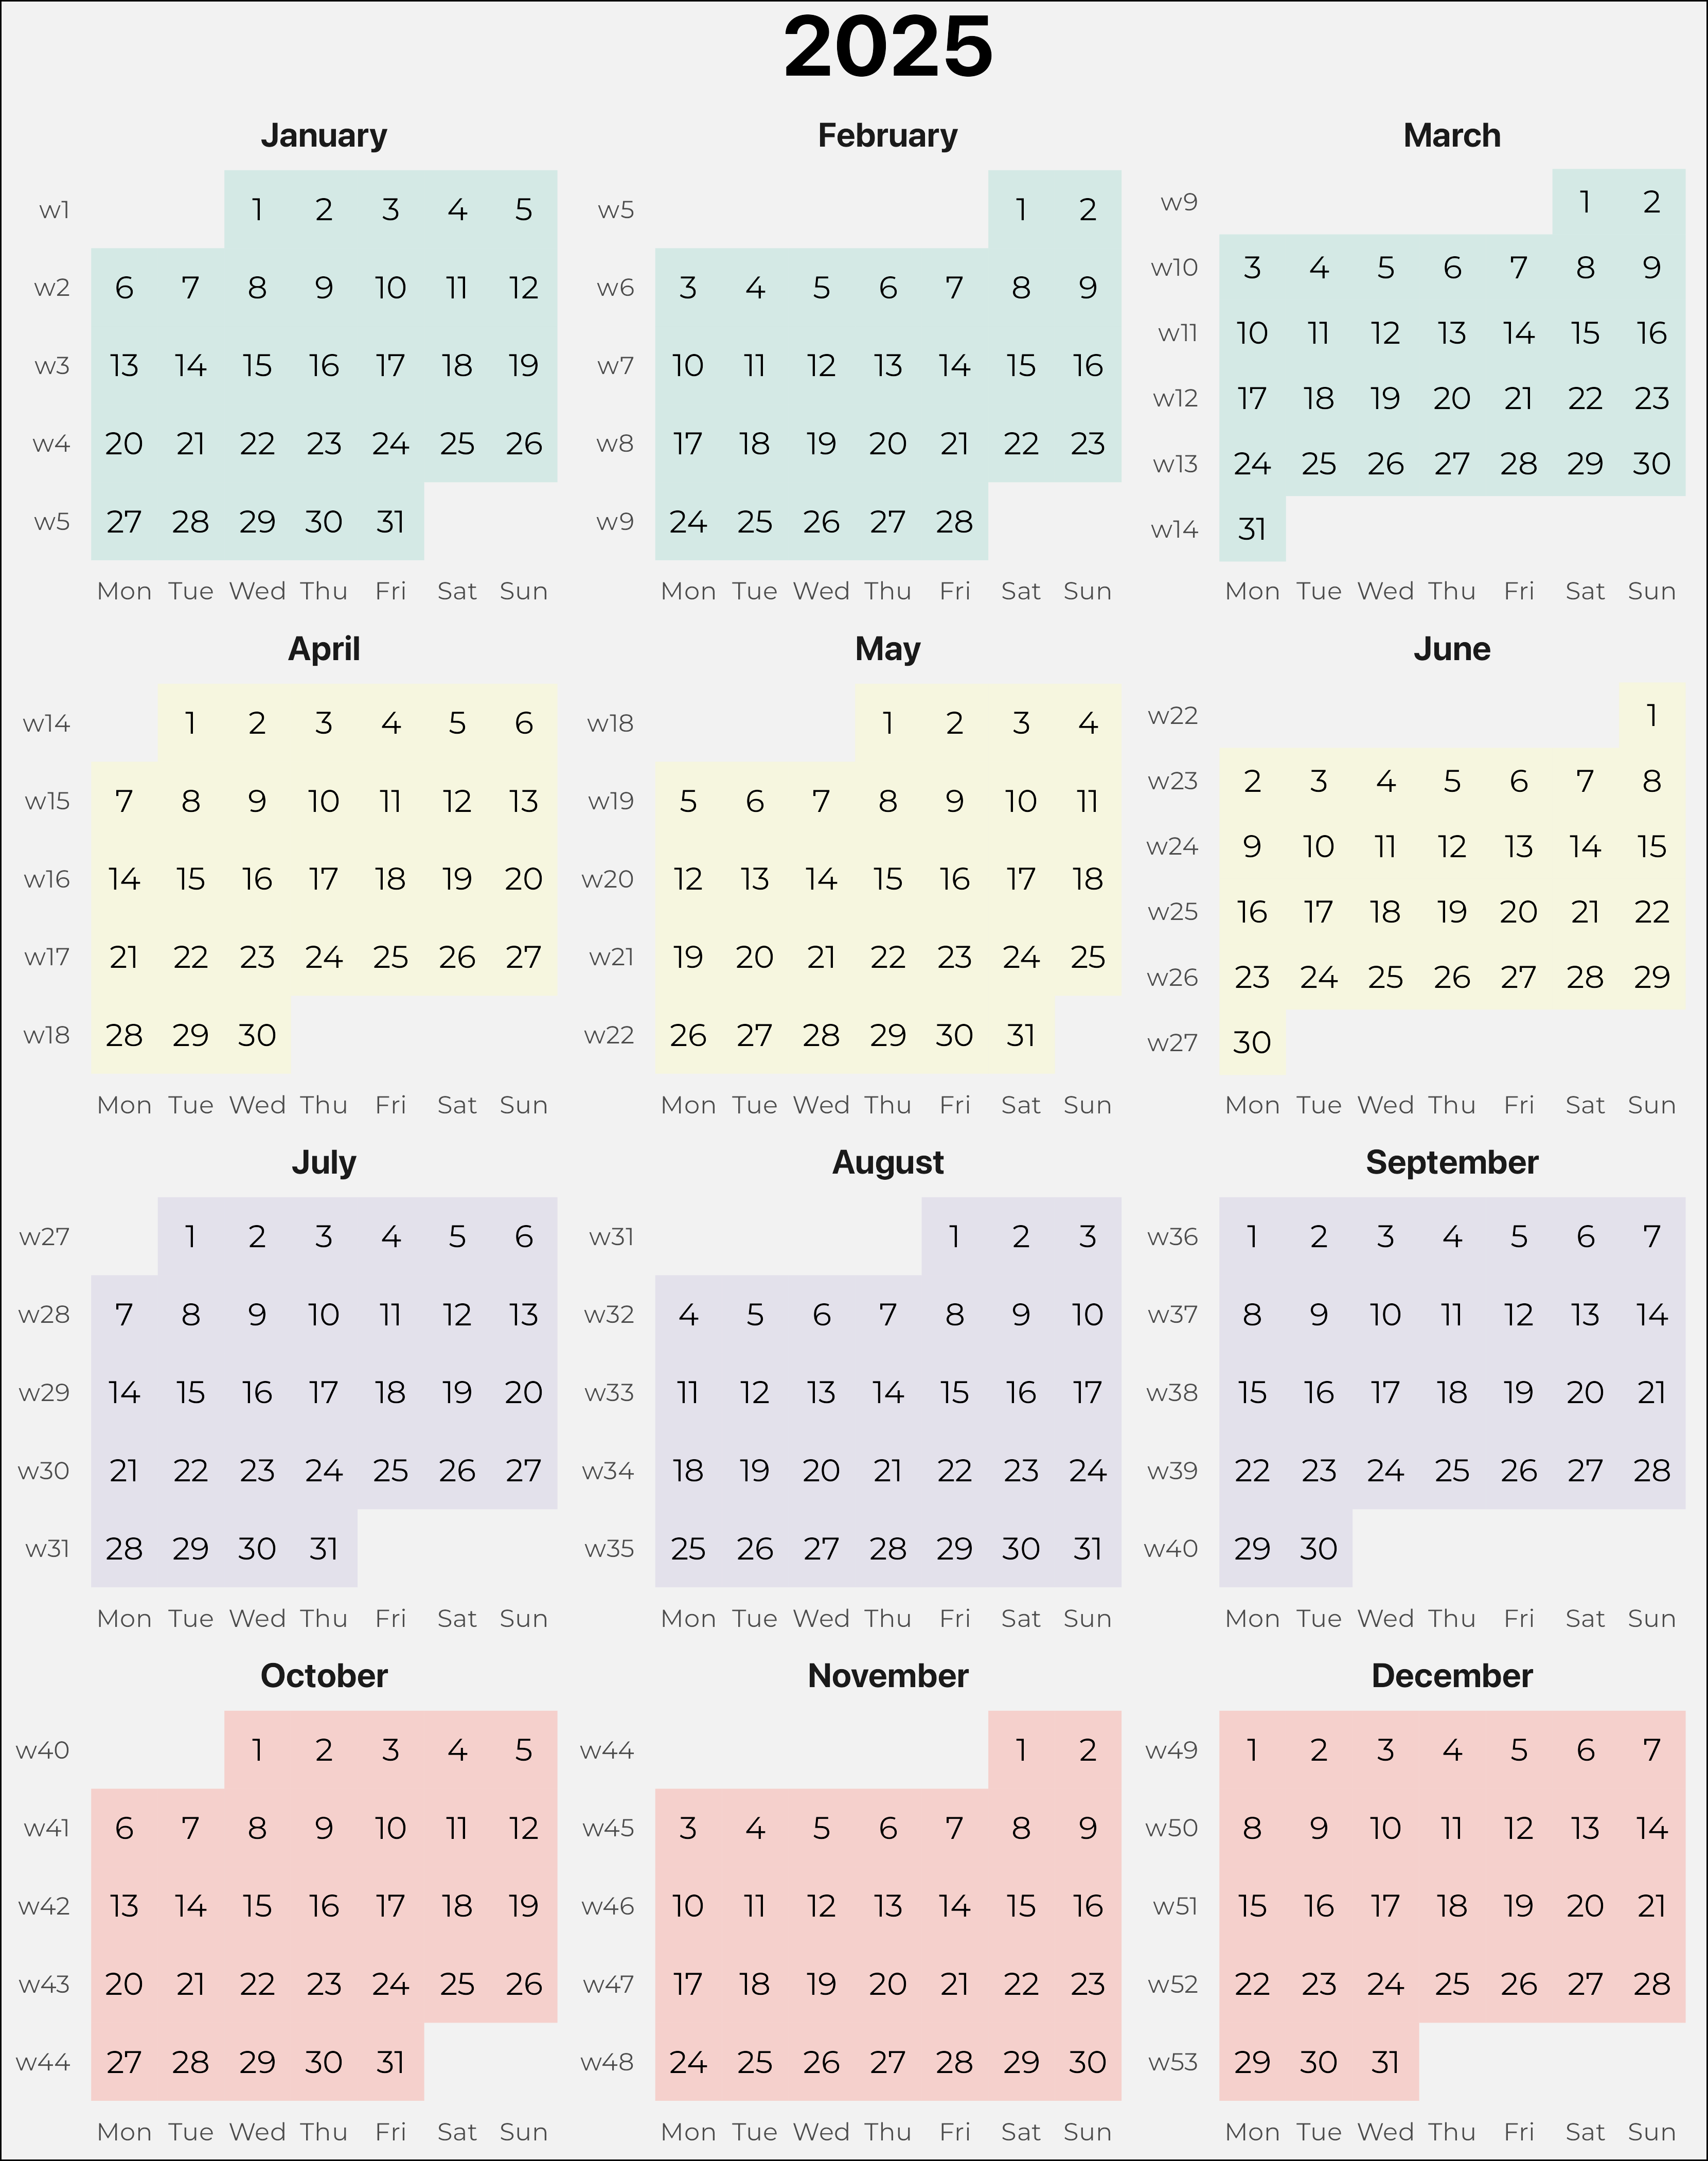 2025
January
w1 1 2 3 4 5
w2 6 7 8 9 10 11 12
w3 13 14 15 16 17 18 19
w4 20 21 22 23 24 25 26
w5 27 28 29 30 31
Mon Tue Wed Thu Fri Sat Sun
February
w5 1 2
w6 3 4 5 6 7 8 9
w7 10 11 12 13 14 15 16
w8 17 18 19 20 21 22 23
w9 24 25 26 27 28
Mon Tue Wed Thu Fri Sat Sun
March
w9 1 2
w10 3 4 5 6 7 8 9
w11 10 11 12 13 14 15 16
w12 17 18 19 20 21 22 23
w13 24 25 26 27 28 29 30
w14 31
Mon Tue Wed Thu Fri Sat Sun
April
w14 1 2 3 4 5 6
w15 7 8 9 10 11 12 13
w16 14 15 16 17 18 19 20
w17 21 22 23 24 25 26 27
w18 28 29 30
Mon Tue Wed Thu Fri Sat Sun
May
w18 1 2 3 4
w19 5 6 7 8 9 10 11
w20 12 13 14 15 16 17 18
w21 19 20 21 22 23 24 25
w22 26 27 28 29 30 31
Mon Tue Wed Thu Fri Sat Sun
June
w22 1
w23 2 3 4 5 6 7 8
w24 9 10 11 12 13 14 15
w25 16 17 18 19 20 21 22
w26 23 24 25 26 27 28 29
w27 30
Mon Tue Wed Thu Fri Sat Sun
July
w27 1 2 3 4 5 6
w28 7 8 9 10 11 12 13
w29 14 15 16 17 18 19 20
w30 21 22 23 24 25 26 27
w31 28 29 30 31
Mon Tue Wed Thu Fri Sat Sun
August
w31 1 2 3
w32 4 5 6 7 8 9 10
w33 11 12 13 14 15 16 17
w34 18 19 20 21 22 23 24
w35 25 26 27 28 29 30 31
Mon Tue Wed Thu Fri Sat Sun
September
w36 1 2 3 4 5 6 7
w37 8 9 10 11 12 13 14
w38 15 16 17 18 19 20 21
w39 22 23 24 25 26 27 28
w40 29 30
Mon Tue Wed Thu Fri Sat Sun
October
w40 1 2 3 4 5
w41 6 7 8 9 10 11 12
w42 13 14 15 16 17 18 19
w43 20 21 22 23 24 25 26
w44 27 28 29 30 31
Mon Tue Wed Thu Fri Sat Sun
November
w44 1 2
w45 3 4 5 6 7 8 9
w46 10 11 12 13 14 15 16
w47 17 18 19 20 21 22 23
w48 24 25 26 27 28 29 30
Mon Tue Wed Thu Fri Sat Sun
December
w49 1 2 3 4 5 6 7
w50 8 9 10 11 12 13 14
w51 15 16 17 18 19 20 21
w52 22 23 24 25 26 27 28
w53 29 30 31
Mon Tue Wed Thu Fri Sat Sun